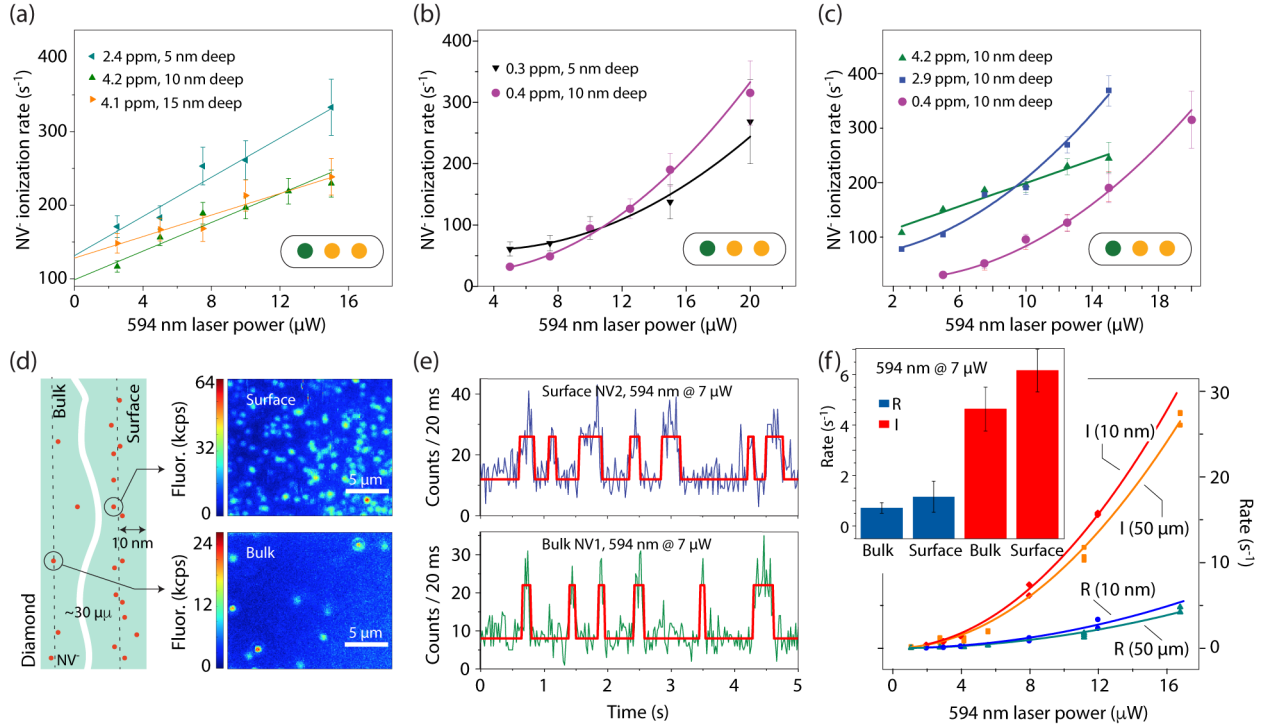 (a)
NV⁻ ionization rate (s⁻¹)
400
300
200
100
2.4 ppm, 5 nm deep
4.2 ppm, 10 nm deep
4.1 ppm, 15 nm deep
0 4 8 12 16
594 nm laser power (μW)
(b)
NV⁻ ionization rate (s⁻¹)
400
300
200
100
0
0.3 ppm, 5 nm deep
0.4 ppm, 10 nm deep
4 8 12 16 20
594 nm laser power (μW)
(c)
NV⁻ ionization rate (s⁻¹)
400
300
200
100
4.2 ppm, 10 nm deep
2.9 ppm, 10 nm deep
0.4 ppm, 10 nm deep
2 6 10 14 18
594 nm laser power (μW)
(d)
Diamond
Bulk
Surface
10 nm
~30 μμ
NV⁻
Fluor. (kcps)
64
32
0
Surface
5 μm
Fluor. (kcps)
24
12
0
Bulk
5 μm
(e)
Counts / 20 ms
40
20
0
Surface NV2, 594 nm @ 7 μW
Counts / 20 ms
30
20
10
0
Bulk NV1, 594 nm @ 7 μW
0 1 2 3 4 5
Time (s)
(f)
Rate (s⁻¹)
6
4
2
0
594 nm @ 7 μW
R
I
Bulk Surface Bulk Surface
I (10 nm)
I (50 μm)
R (10 nm)
R (50 μm)
30
20
10
0
Rate (s⁻¹)
0 4 8 12 16
594 nm laser power (μW)